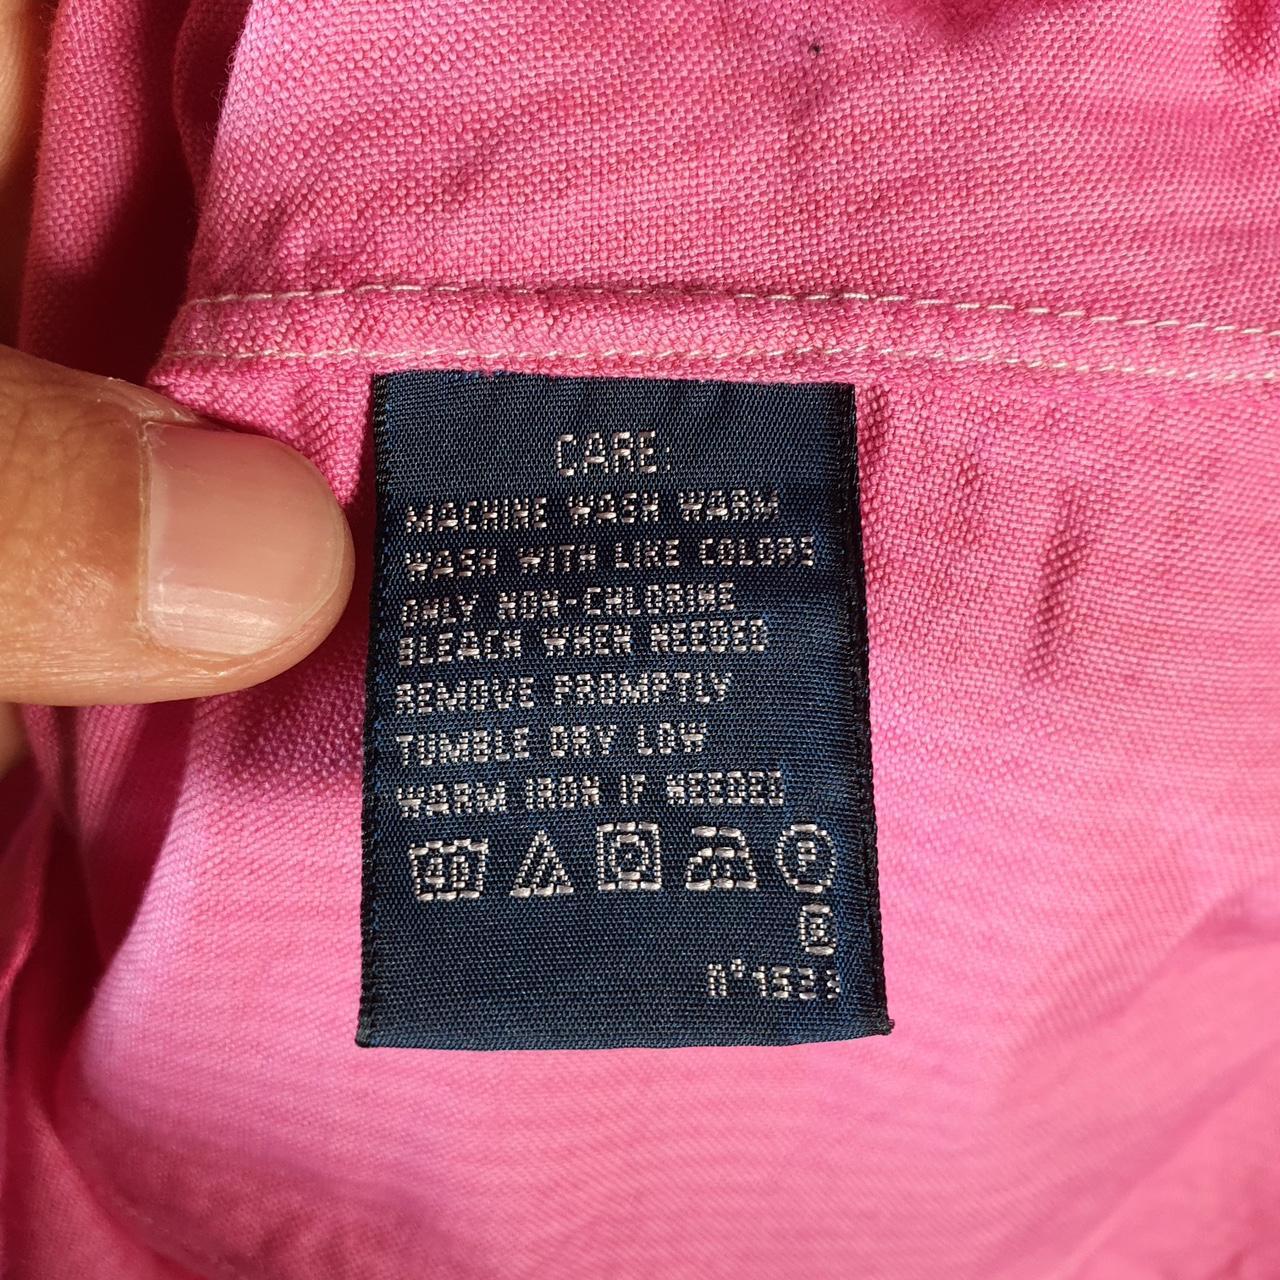 CARE:
MACHINE WASH WARM
WASH WITH LIKE COLORS
ONLY NON-CHLORINE
BLEACH WHEN NEEDED
REMOVE PROMPTLY
TUMBLE DRY LOW
WARM IRON IF NEEDED
40 P